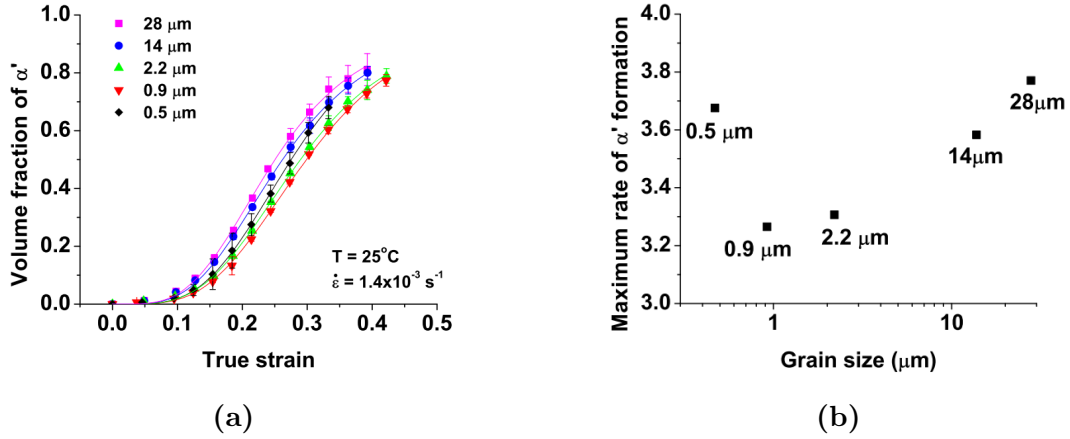 Volume fraction of α'
1.0
0.8
0.6
0.4
0.2
0.0
28 μm
14 μm
2.2 μm
0.9 μm
0.5 μm
T = 25°C
ε̇ = 1.4x10⁻³ s⁻¹
0.0 0.1 0.2 0.3 0.4 0.5
True strain
(a)
Maximum rate of α' formation
4.0
3.8
3.6
3.4
3.2
3.0
0.5 μm
0.9 μm
2.2 μm
14μm
28μm
1 10
Grain size (μm)
(b)